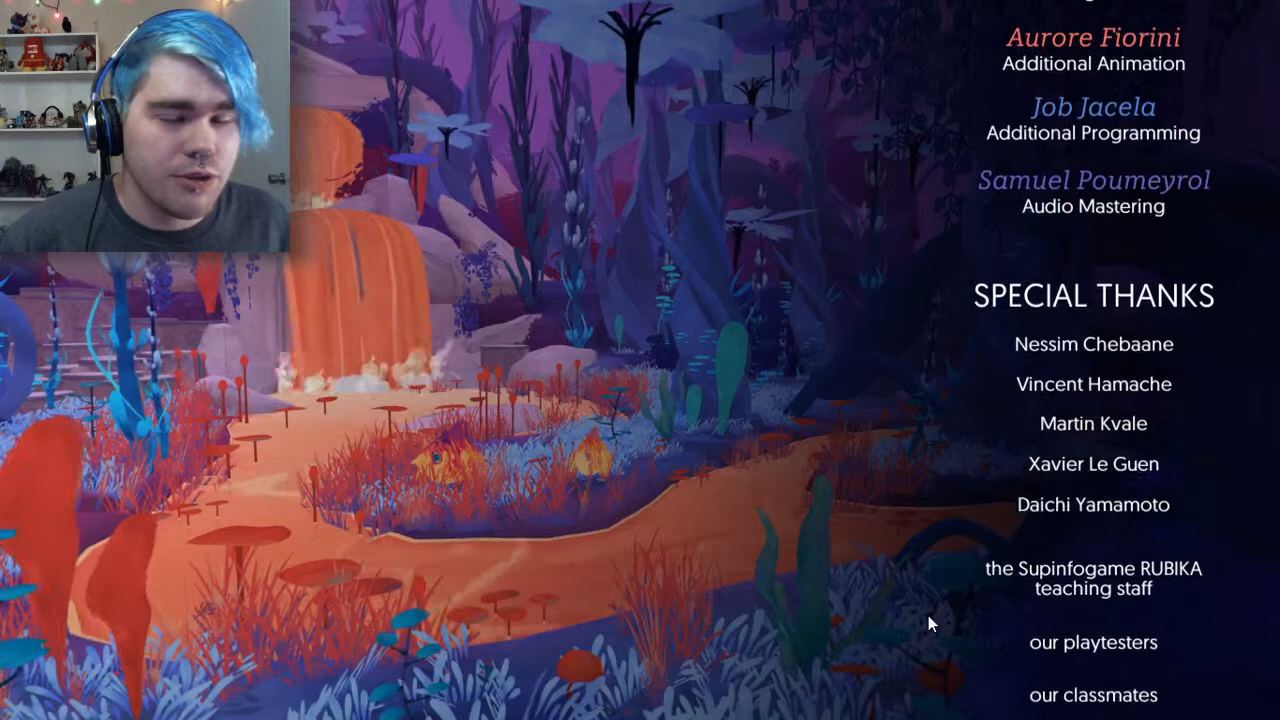 Aurore Fiorini
Additional Animation
Job Jacela
Additional Programming
Samuel Poumeyrol
Audio Mastering
SPECIAL THANKS
Nessim Chebaane
Vincent Hamache
Martin Kvale
Xavier Le Guen
Daichi Yamamoto
the Supinfogame RUBIKA
teaching staff
our playtesters
our classmates